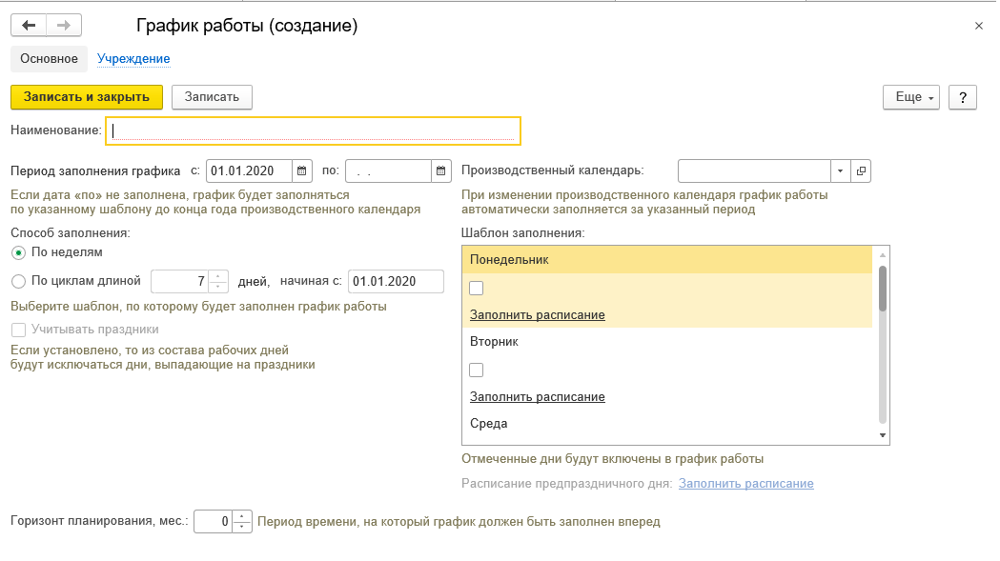 График работы (создание)
Основное Учреждение
Записать и закрыть Записать Еще ?
Наименование:
Период заполнения графика с: 01.01.2020 по: . . Производственный календарь:
Если дата «по» не заполнена, график будет заполняться
по указанному шаблону до конца года производственного календаря
При изменении производственного календаря график работы
автоматически заполняется за указанный период
Способ заполнения:
По неделям
По циклам длиной 7 дней, начиная с: 01.01.2020
Выберите шаблон, по которому будет заполнен график работы
Учитывать праздники
Если установлено, то из состава рабочих дней
будут исключаться дни, выпадающие на праздники
Шаблон заполнения:
Понедельник
Заполнить расписание
Вторник
Заполнить расписание
Среда
Отмеченные дни будут включены в график работы
Расписание предпраздничного дня: Заполнить расписание
Горизонт планирования, мес.: 0 Период времени, на который график должен быть заполнен вперед